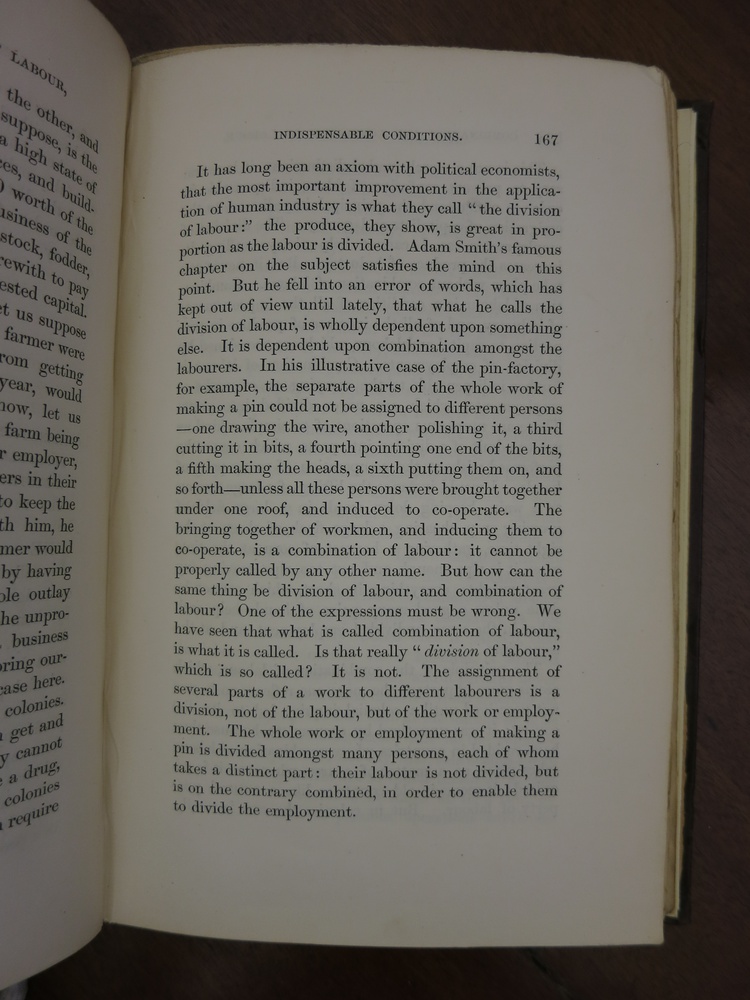 LABOUR,
the other, and
suppose, is the
a high state of
and build-
worth of the
business of the
stock, fodder,
to pay
capital.
us suppose
farmer were
from getting
year, would
now, let us
farm being
employer,
in their
to keep the
him, he
would
by having
outlay
the
business
our-
case here.
colonies.
get and
cannot
a drug,
colonies
require
INDISPENSABLE CONDITIONS. 167
It has long been an axiom with political economists,
that the most important improvement in the applica-
tion of human industry is what they call "the division
of labour:" the produce, they show, is great in pro-
portion as the labour is divided. Adam Smith's famous
chapter on the subject satisfies the mind on this
point. But he fell into an error of words, which has
kept out of view until lately, that what he calls the
division of labour, is wholly dependent upon something
else. It is dependent upon combination amongst the
labourers. In his illustrative case of the pin-factory,
for example, the separate parts of the whole work of
making a pin could not be assigned to different persons
—one drawing the wire, another polishing it, a third
cutting it in bits, a fourth pointing one end of the bits,
a fifth making the heads, a sixth putting them on, and
so forth—unless all these persons were brought together
under one roof, and induced to co-operate. The
bringing together of workmen, and inducing them to
co-operate, is a combination of labour: it cannot be
properly called by any other name. But how can the
same thing be division of labour, and combination of
labour? One of the expressions must be wrong. We
have seen that what is called combination of labour,
is what it is called. Is that really "division of labour,"
which is so called? It is not. The assignment of
several parts of a work to different labourers is a
division, not of the labour, but of the work or employ-
ment. The whole work or employment of making a
pin is divided amongst many persons, each of whom
takes a distinct part: their labour is not divided, but
is on the contrary combined, in order to enable them
to divide the employment.